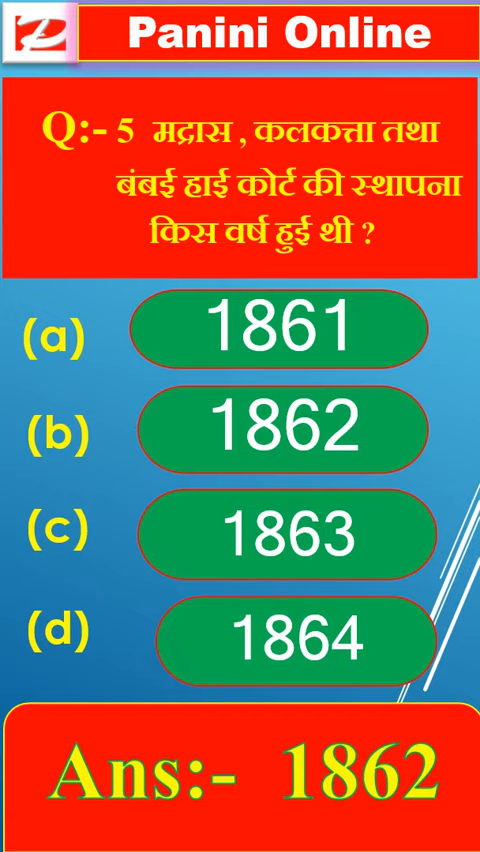 Panini Online
Q:- 5 मद्रास , कलकत्ता तथा
बंबई हाई कोर्ट की स्थापना
किस वर्ष हुई थी ?
(a) 1861
(b) 1862
(c) 1863
(d) 1864
Ans:- 1862